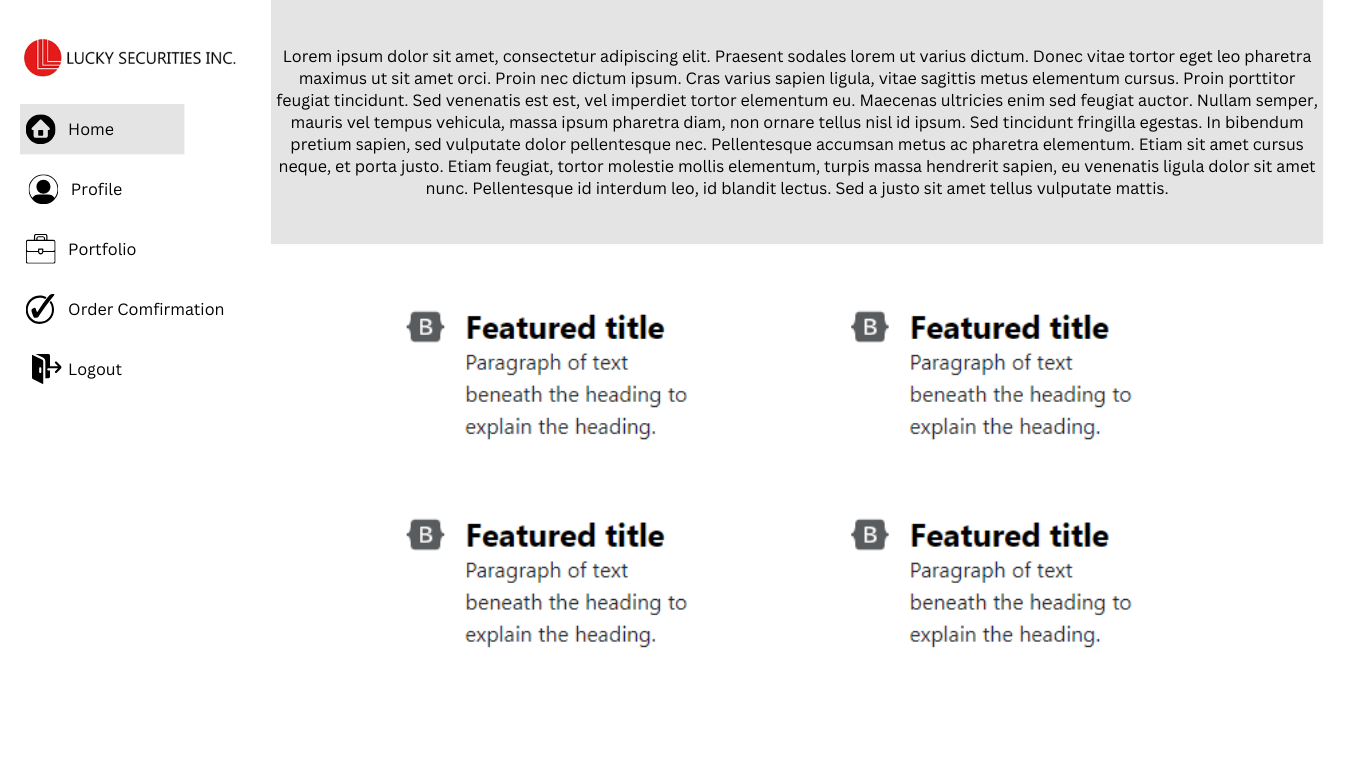 LUCKY SECURITIES INC.
Home
Profile
Portfolio
Order Comfirmation
Logout
Lorem ipsum dolor sit amet, consectetur adipiscing elit. Praesent sodales lorem ut varius dictum. Donec vitae tortor eget leo pharetra
maximus ut sit amet orci. Proin nec dictum ipsum. Cras varius sapien ligula, vitae sagittis metus elementum cursus. Proin porttitor
feugiat tincidunt. Sed venenatis est est, vel imperdiet tortor elementum eu. Maecenas ultricies enim sed feugiat auctor. Nullam semper,
mauris vel tempus vehicula, massa ipsum pharetra diam, non ornare tellus nisl id ipsum. Sed tincidunt fringilla egestas. In bibendum
pretium sapien, sed vulputate dolor pellentesque nec. Pellentesque accumsan metus ac pharetra elementum. Etiam sit amet cursus
neque, et porta justo. Etiam feugiat, tortor molestie mollis elementum, turpis massa hendrerit sapien, eu venenatis ligula dolor sit amet
nunc. Pellentesque id interdum leo, id blandit lectus. Sed a justo sit amet tellus vulputate mattis.
B Featured title
Paragraph of text
beneath the heading to
explain the heading.
B Featured title
Paragraph of text
beneath the heading to
explain the heading.
B Featured title
Paragraph of text
beneath the heading to
explain the heading.
B Featured title
Paragraph of text
beneath the heading to
explain the heading.